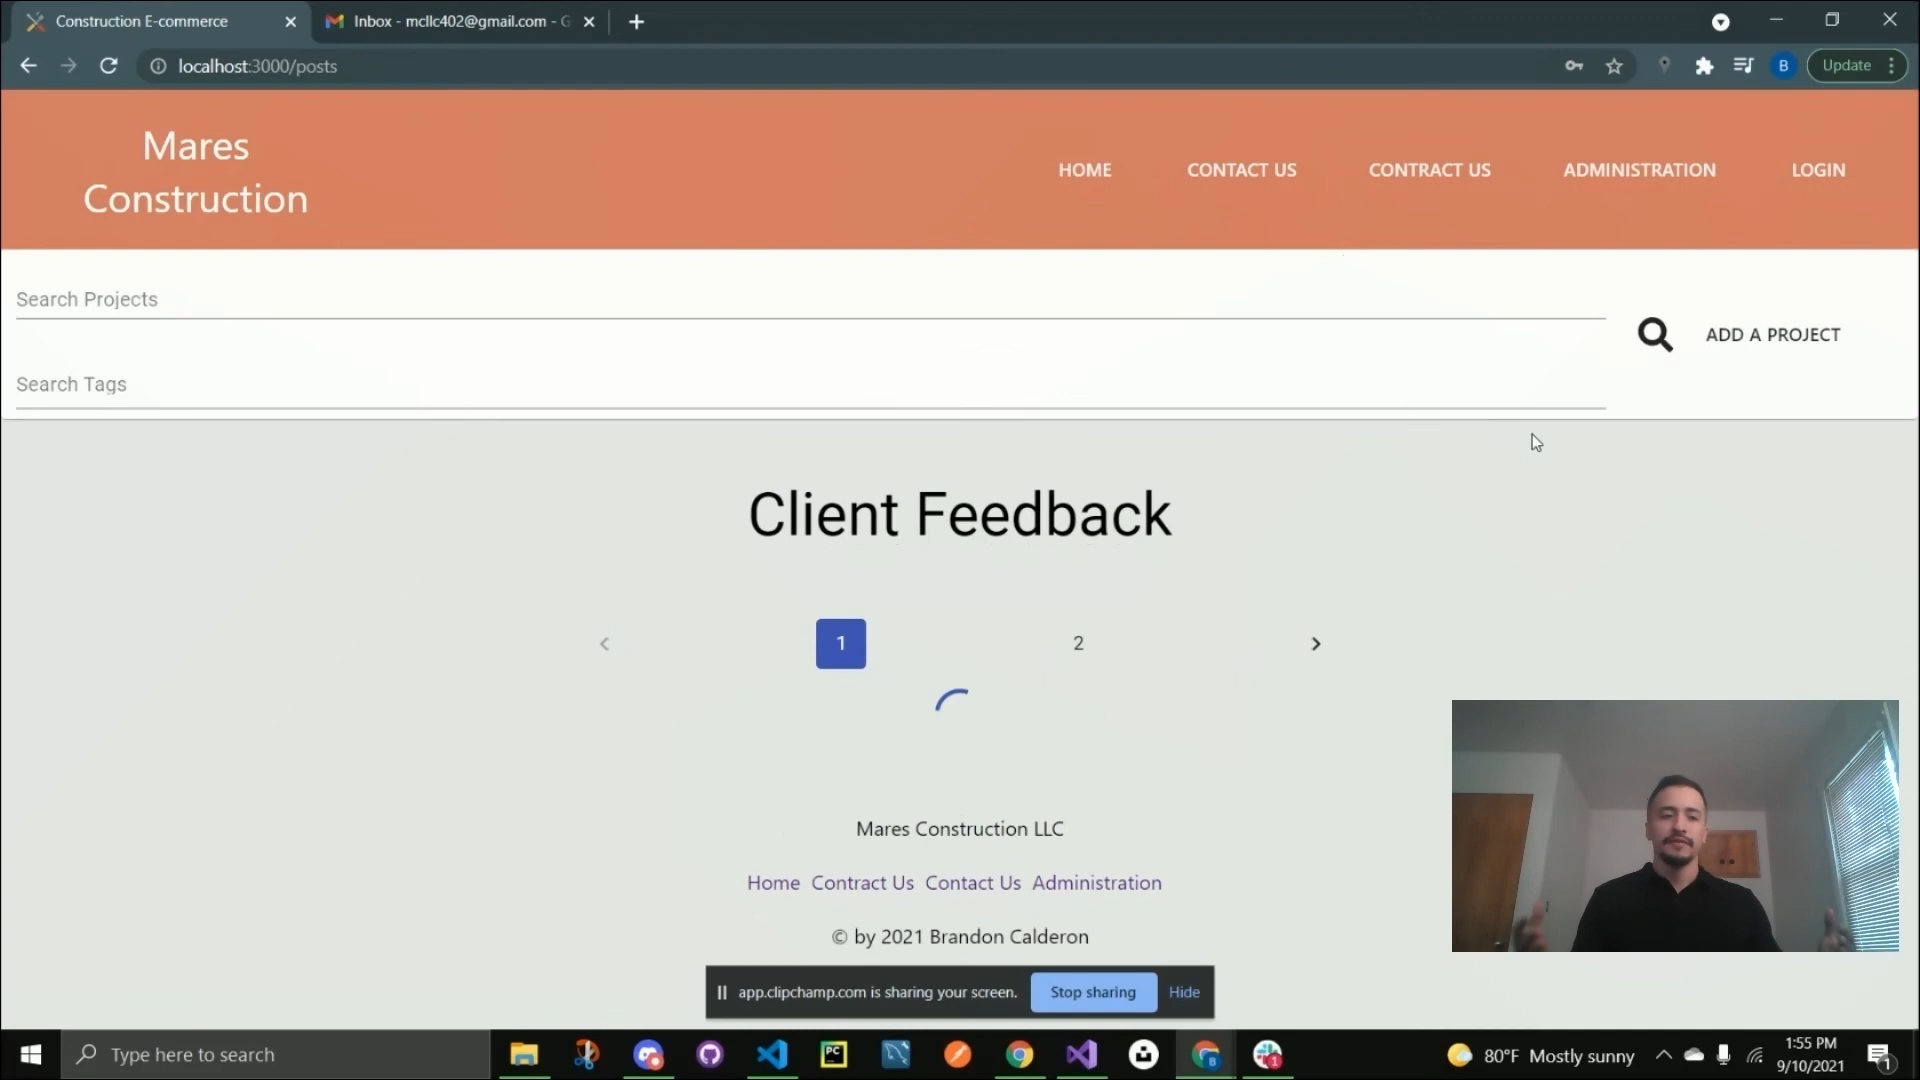 Construction E-commerce
Inbox - mcllc402@gmail.com - G
localhost:3000/posts
B
Update
Mares
Construction
HOME
CONTACT US
CONTRACT US
ADMINISTRATION
LOGIN
Search Projects
ADD A PROJECT
Search Tags
Client Feedback
1
2
Mares Construction LLC
Home Contract Us Contact Us Administration
© by 2021 Brandon Calderon
app.clipchamp.com is sharing your screen.
Stop sharing
Hide
Type here to search
PC
B
1
80°F Mostly sunny
1:55 PM
9/10/2021
1